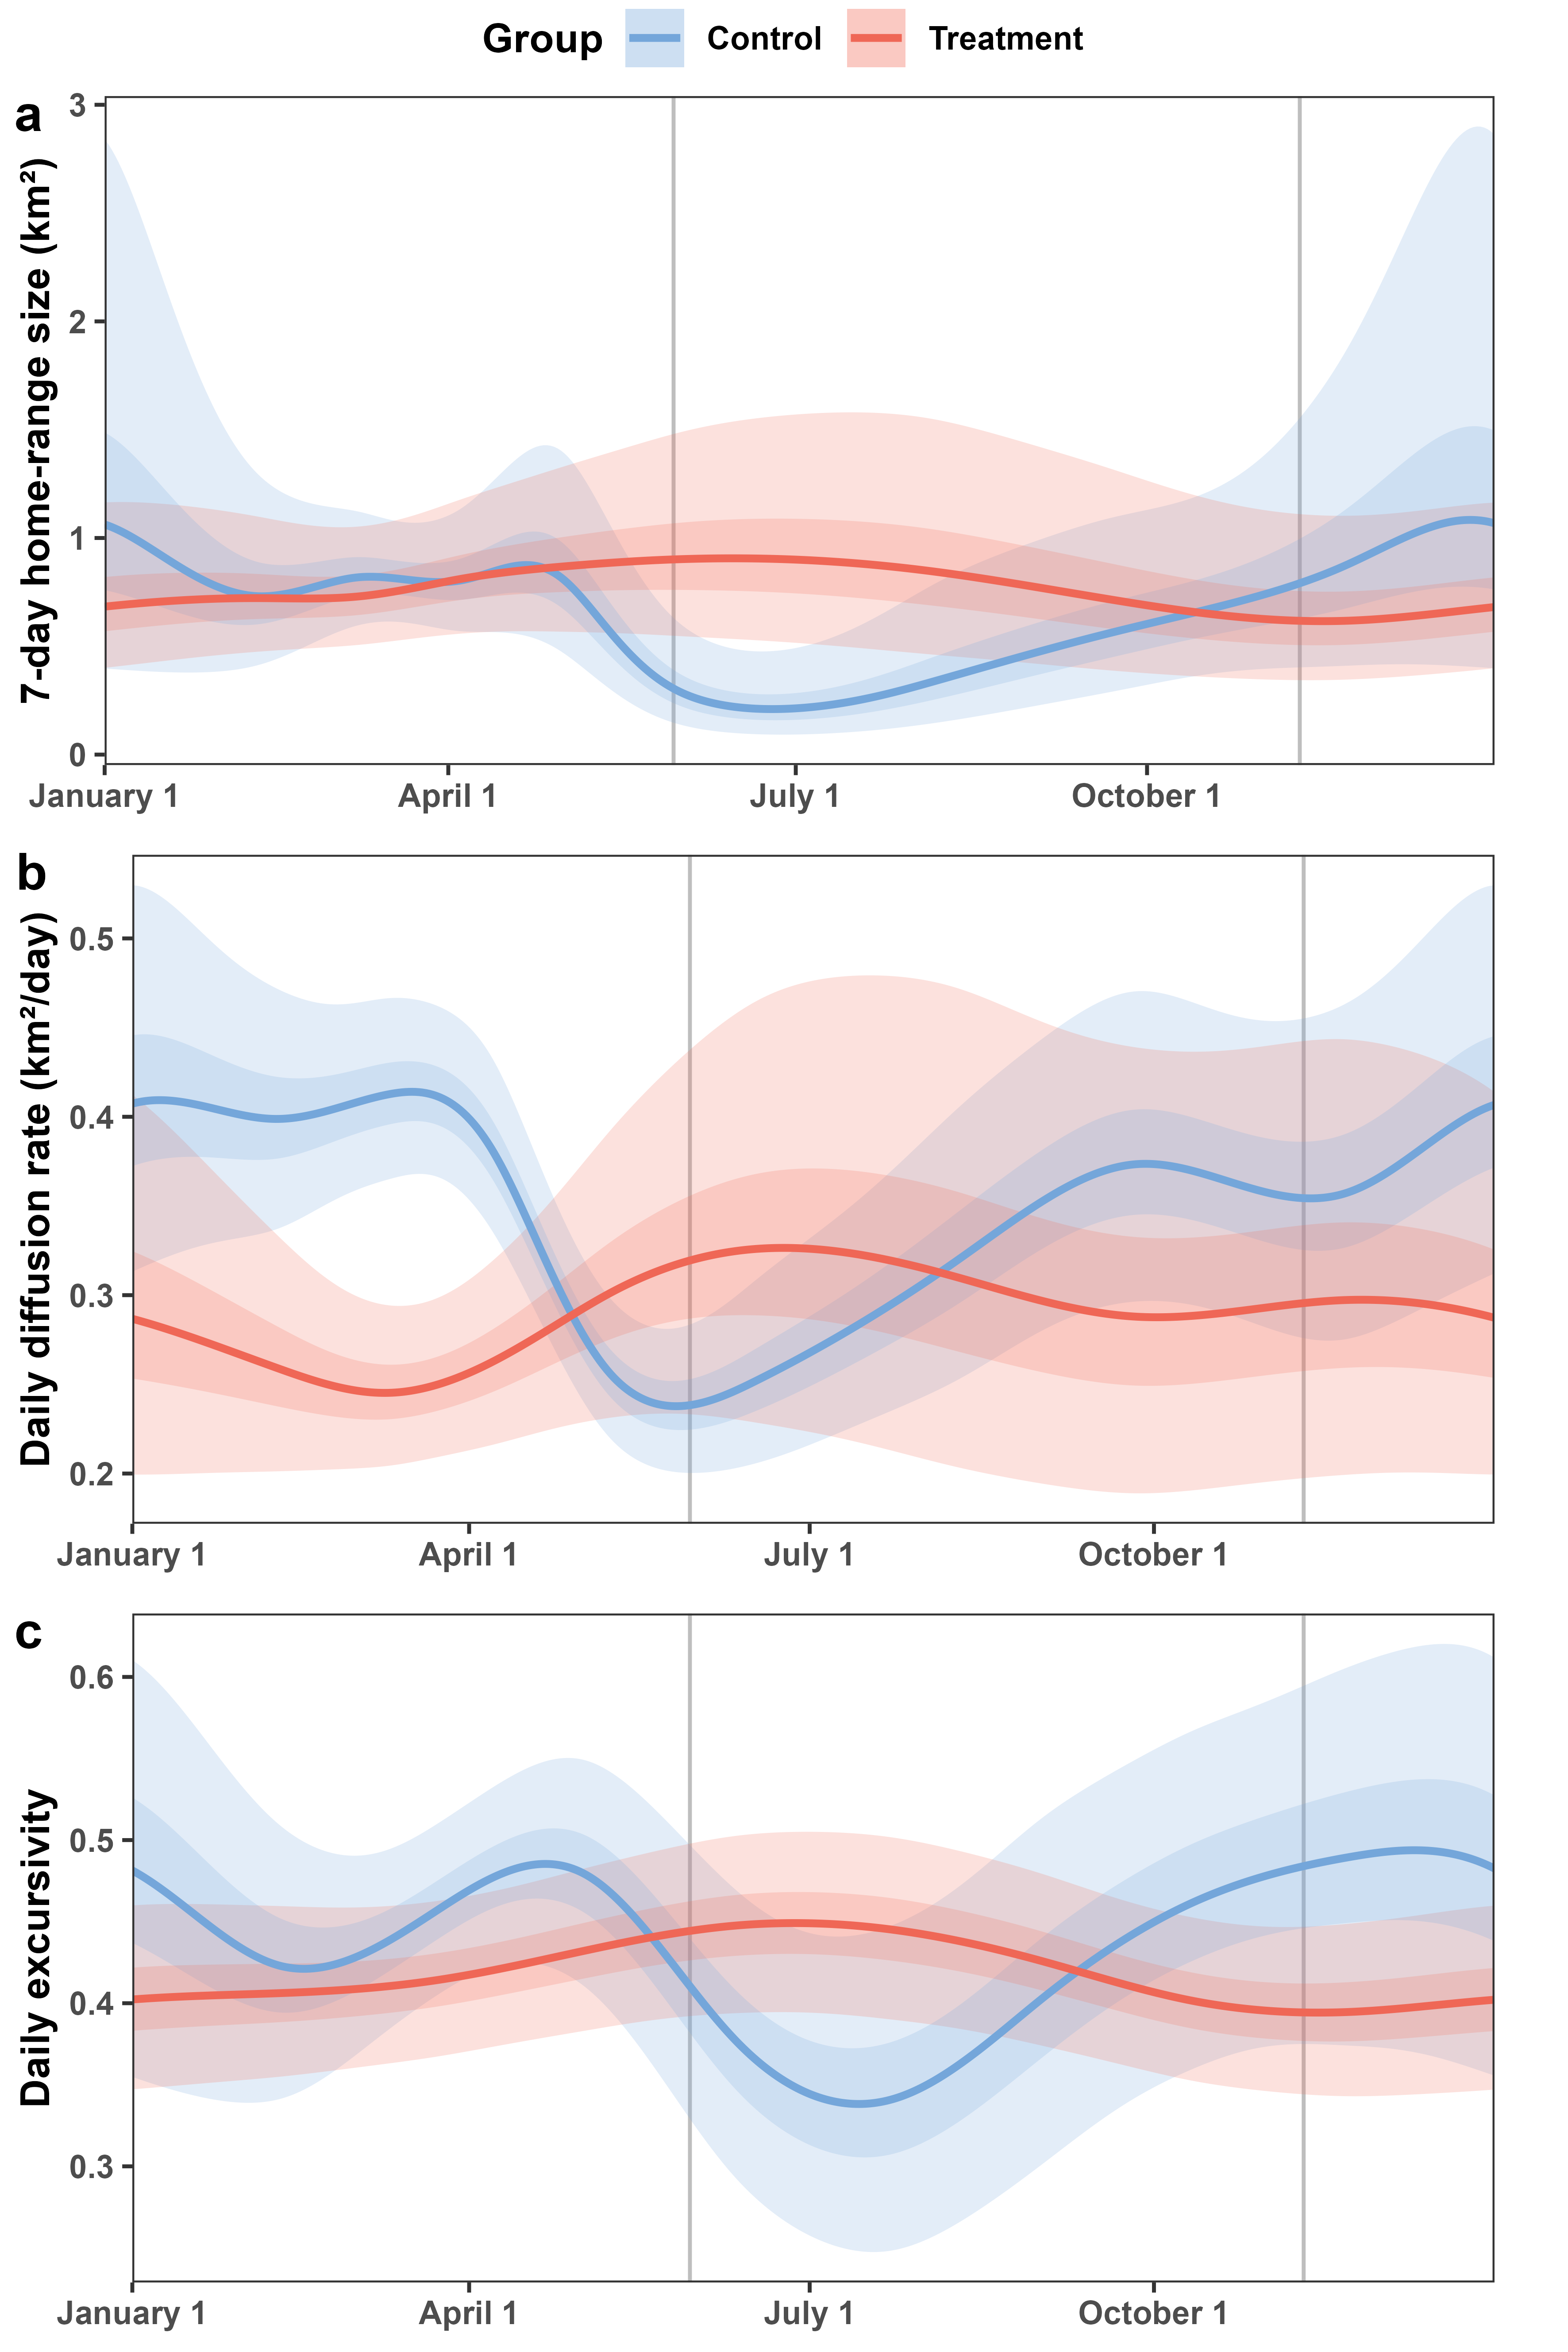 Group Control Treatment
a
7-day home-range size (km²)
3
2
1
0
January 1 April 1 July 1 October 1
b
Daily diffusion rate (km²/day)
0.5
0.4
0.3
0.2
January 1 April 1 July 1 October 1
c
Daily excursivity
0.6
0.5
0.4
0.3
January 1 April 1 July 1 October 1